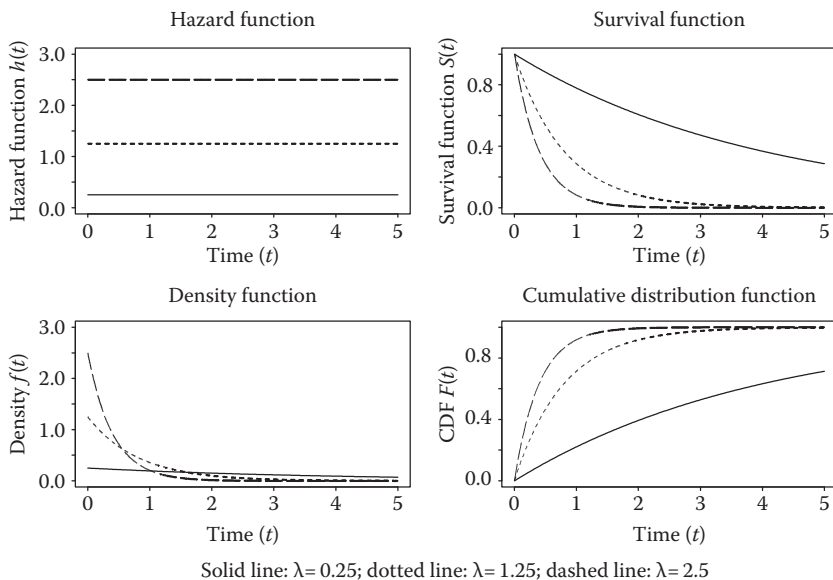 Hazard function
Hazard function h(t)
3.0
2.0
1.0
0.0
0 1 2 3 4 5
Time (t)
Survival function
Survival function S(t)
0.8
0.4
0.0
0 1 2 3 4 5
Time (t)
Density function
Density f(t)
3.0
2.0
1.0
0.0
0 1 2 3 4 5
Time (t)
Cumulative distribution function
CDF F(t)
0.8
0.4
0.0
0 1 2 3 4 5
Time (t)
Solid line: λ= 0.25; dotted line: λ= 1.25; dashed line: λ= 2.5